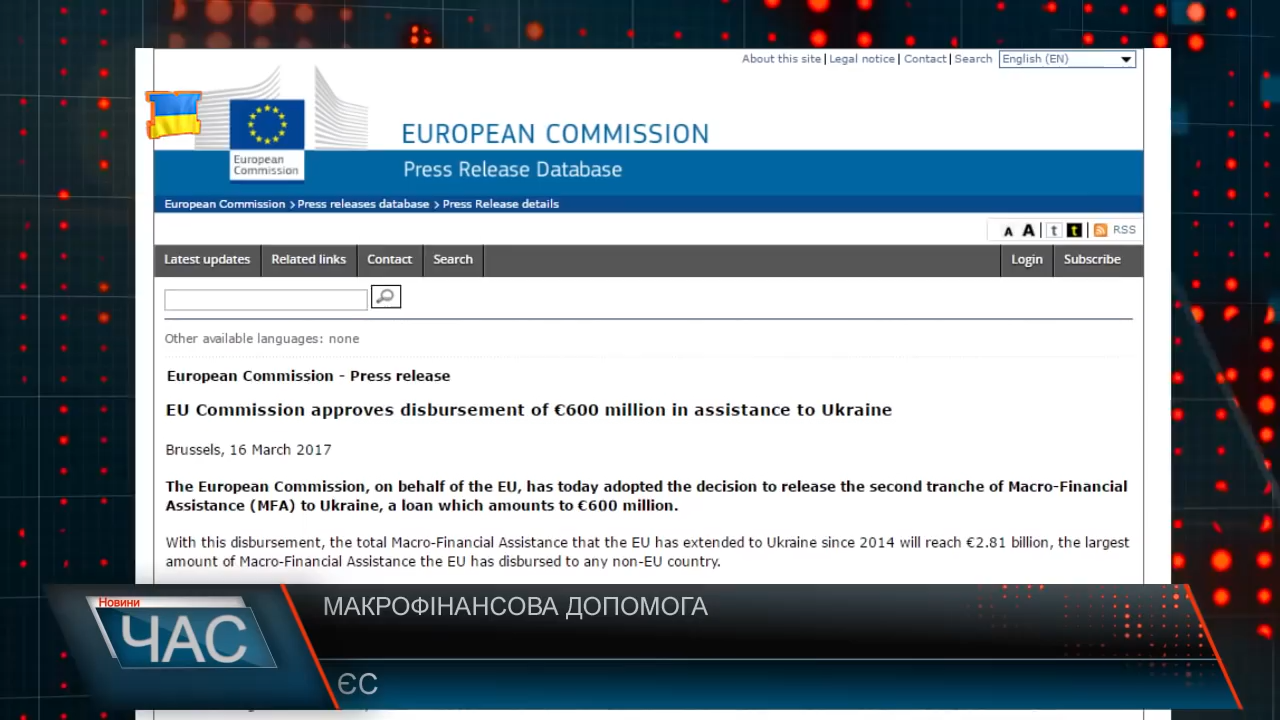 About this site | Legal notice | Contact | Search English (EN)
EUROPEAN COMMISSION
European
Commission
Press Release Database
European Commission > Press releases database > Press Release details
A A | t t | RSS
Latest updates Related links Contact Search Login Subscribe
Other available languages: none
European Commission - Press release
EU Commission approves disbursement of €600 million in assistance to Ukraine
Brussels, 16 March 2017
The European Commission, on behalf of the EU, has today adopted the decision to release the second tranche of Macro-Financial
Assistance (MFA) to Ukraine, a loan which amounts to €600 million.
With this disbursement, the total Macro-Financial Assistance that the EU has extended to Ukraine since 2014 will reach €2.81 billion, the largest
amount of Macro-Financial Assistance the EU has disbursed to any non-EU country.
Новини
ЧАС
МАКРОФІНАНСОВА ДОПОМОГА
ЄС